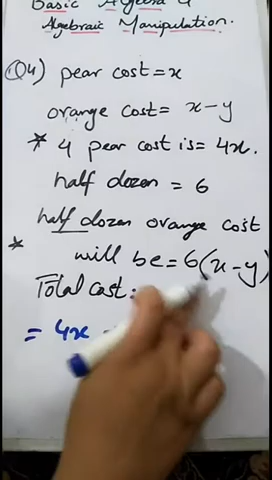 Basic Algebra &
Algebraic Manipulation.
Q4) pear cost = x
orange cost = x-y
* 4 pear cost is = 4x.
half dozen = 6
half dozen orange cost
* will be = 6(x-y)
Total cost:
= 4x